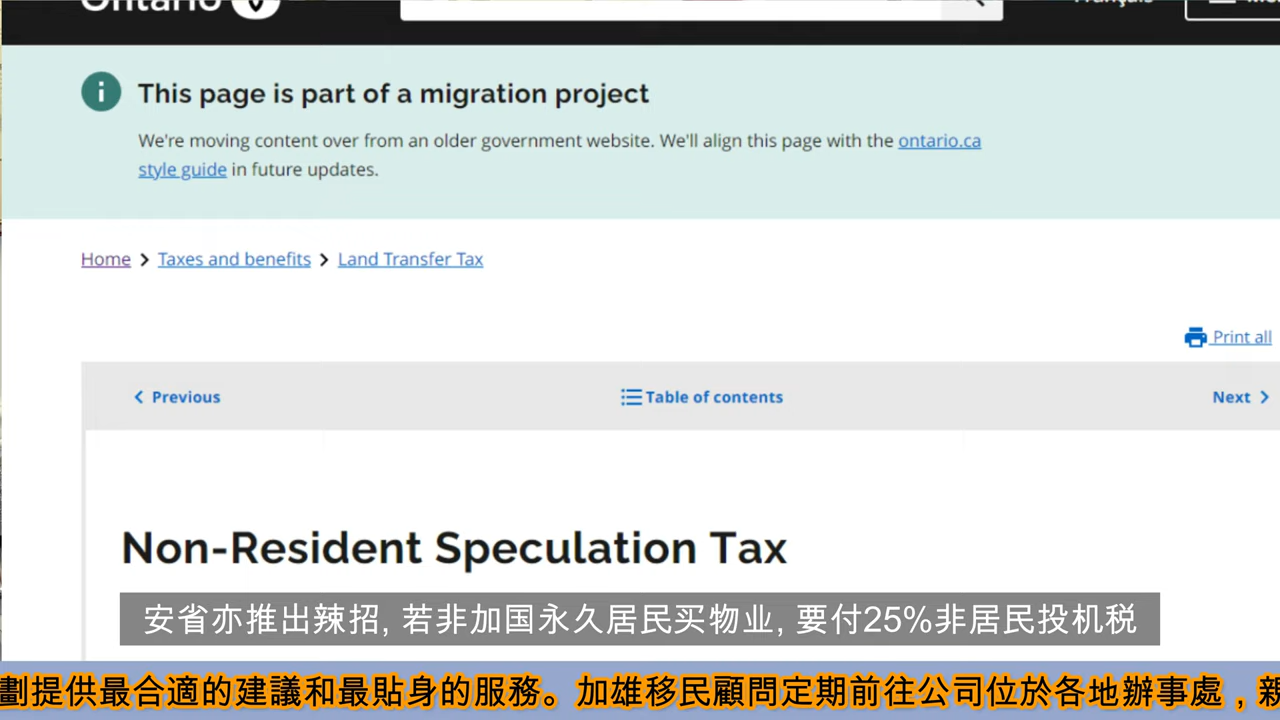 Ontario
Français
This page is part of a migration project
We're moving content over from an older government website. We'll align this page with the ontario.ca
style guide in future updates.
Home > Taxes and benefits > Land Transfer Tax
Print all
Previous
Table of contents
Next
Non-Resident Speculation Tax
安省亦推出辣招, 若非加国永久居民买物业, 要付25%非居民投机税
劃提供最合適的建議和最貼身的服務。加雄移民顧問定期前往公司位於各地辦事處，親